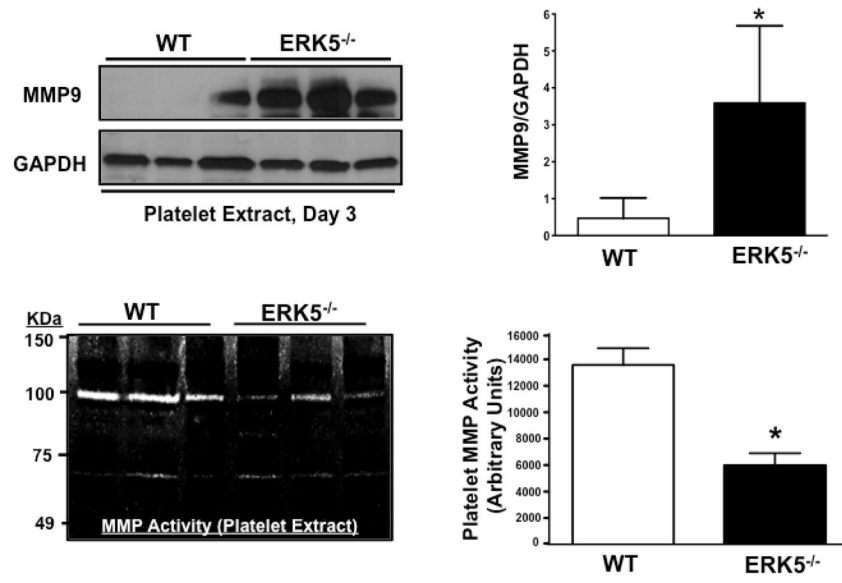 WT ERK5-/-
MMP9
GAPDH
Platelet Extract, Day 3
MMP9/GAPDH
6
5
4
3
2
1
0
*
WT ERK5-/-
KDa
WT ERK5-/-
150
100
75
49
MMP Activity (Platelet Extract)
Platelet MMP Activity
(Arbitrary Units)
16000
14000
12000
10000
8000
6000
4000
2000
0
*
WT ERK5-/-